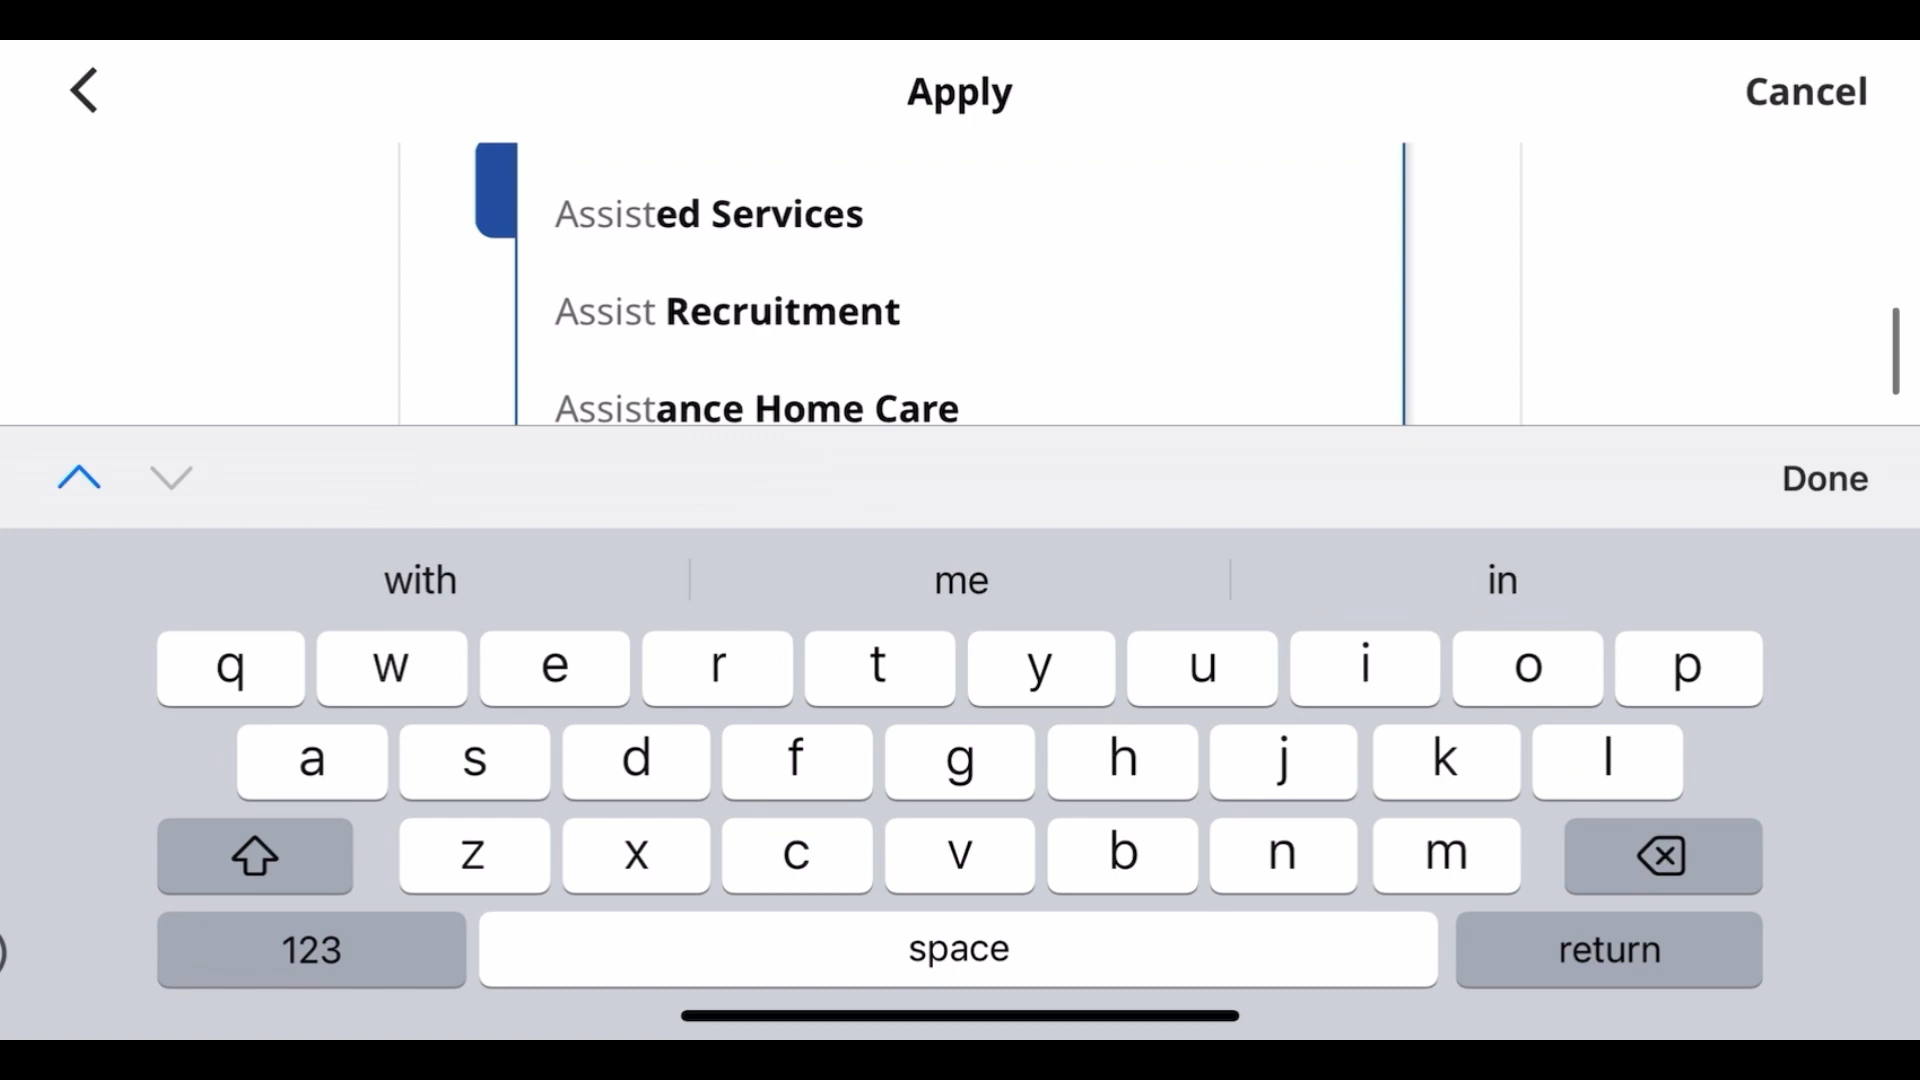 Apply
Cancel
Assisted Services
Assist Recruitment
Assistance Home Care
Done
with me in
q w e r t y u i o p
a s d f g h j k l
z x c v b n m
123 space return